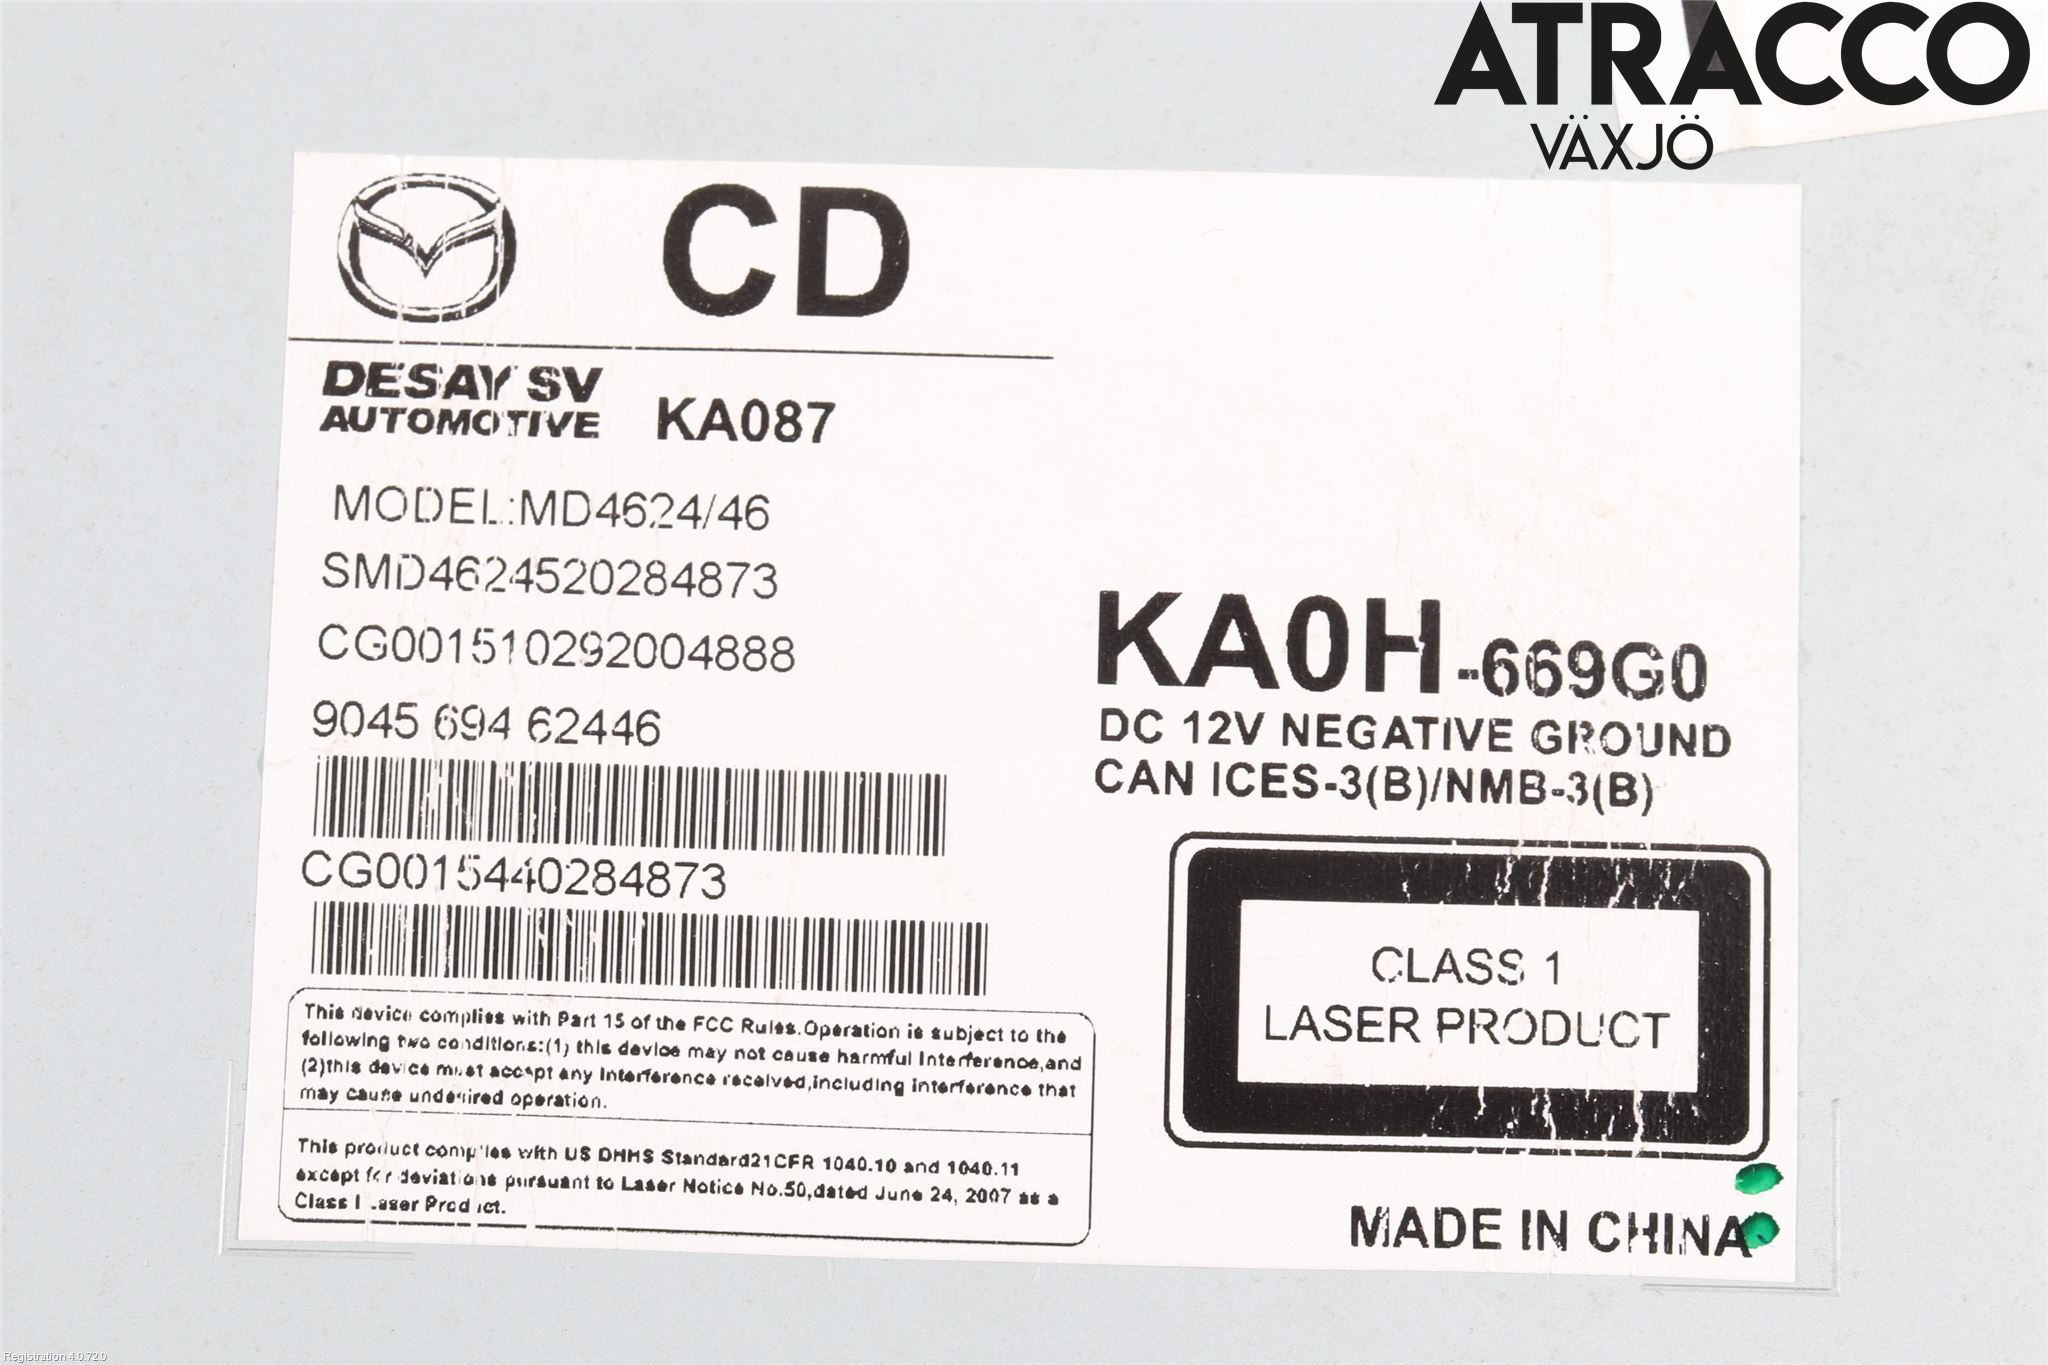 ATRACCO
VÄXJÖ
CD
DESAY SV
AUTOMOTIVE
KA087
MODEL:MD4624/46
SMD4624520284873
CG001510292004888
9045 694 62446
CG0015440284873
This device complies with Part 15 of the FCC Rules.Operation is subject to the
following two conditions:(1) this device may not cause harmful Interference,and
(2)this device must accept any Interference received,including interference that
may cause undesired operation.
This product complies with US DHHS Standard21CFR 1040.10 and 1040.11
except for deviations pursuant to Laser Notice No.50,dated June 24, 2007 as a
Class I Laser Product.
KA0H-669G0
DC 12V NEGATIVE GROUND
CAN ICES-3(B)/NMB-3(B)
CLASS 1
LASER PRODUCT
MADE IN CHINA
Registration 4.0.72.0